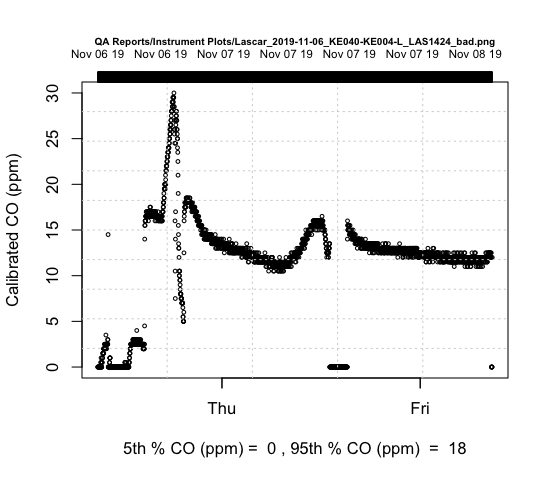 QA Reports/Instrument Plots/Lascar_2019-11-06_KE040-KE004-L_LAS1424_bad.png
Nov 06 19 Nov 06 19 Nov 07 19 Nov 07 19 Nov 07 19 Nov 07 19 Nov 08 19
30
25
20
15
10
5
0
Calibrated CO (ppm)
Thu Fri
5th % CO (ppm) = 0 , 95th % CO (ppm) = 18